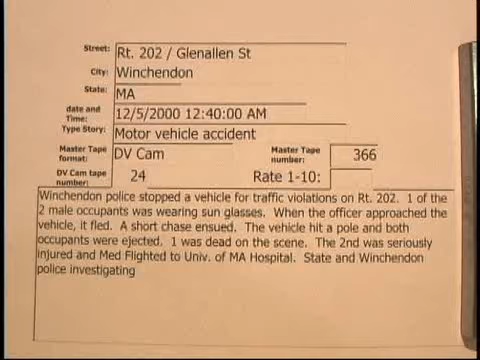 Street: Rt. 202 / Glenallen St
City: Winchendon
State: MA
date and Time: 12/5/2000 12:40:00 AM
Type Story: Motor vehicle accident
Master Tape format: DV Cam Master Tape number: 366
DV Cam tape number: 24 Rate 1-10:
Winchendon police stopped a vehicle for traffic violations on Rt. 202. 1 of the
2 male occupants was wearing sun glasses. When the officer approached the
vehicle, it fled. A short chase ensued. The vehicle hit a pole and both
occupants were ejected. 1 was dead on the scene. The 2nd was seriously
injured and Med Flighted to Univ. of MA Hospital. State and Winchendon
police investigating